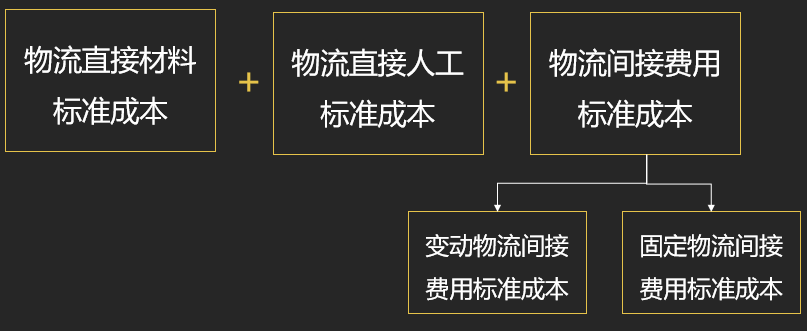 物流直接材料
标准成本
+
物流直接人工
标准成本
+
物流间接费用
标准成本
变动物流间接
费用标准成本
固定物流间接
费用标准成本